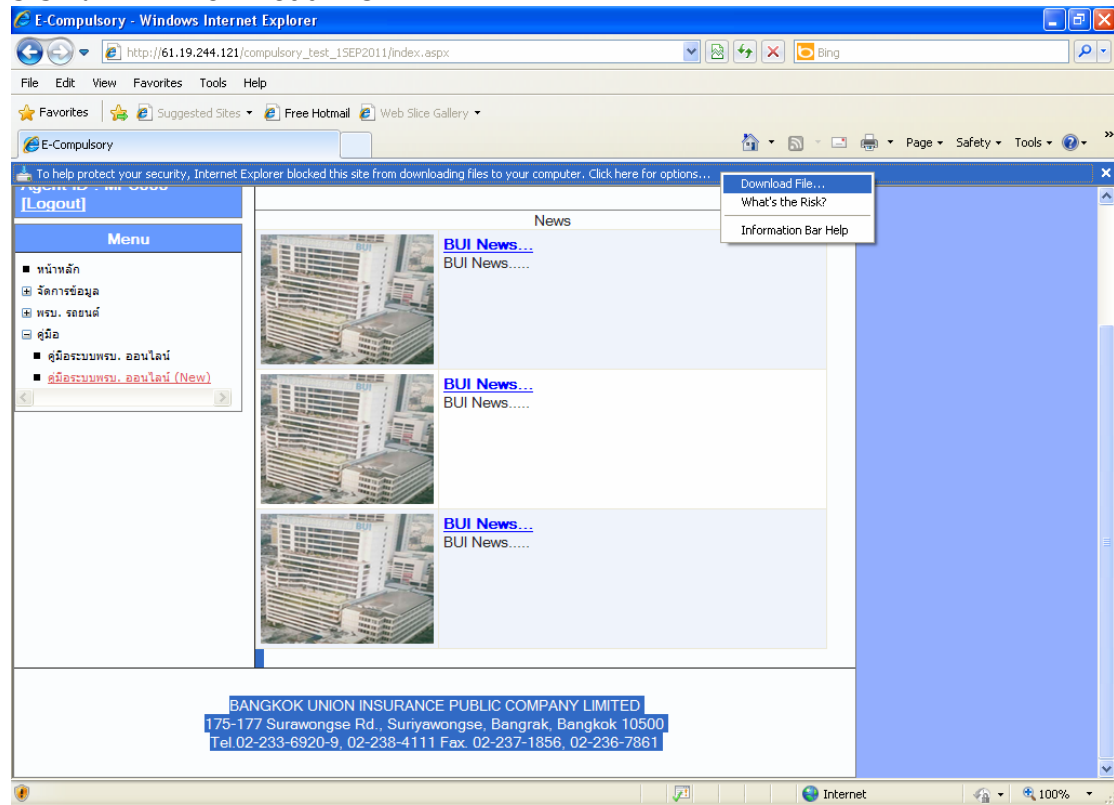 E-Compulsory - Windows Internet Explorer
http://61.19.244.121/compulsory_test_1SEP2011/index.aspx
Bing
File Edit View Favorites Tools Help
Favorites Suggested Sites Free Hotmail Web Slice Gallery
E-Compulsory
Page Safety Tools
To help protect your security, Internet Explorer blocked this site from downloading files to your computer. Click here for options...
Download File...
What's the Risk?
Information Bar Help
[Logout]
Menu
หน้าหลัก
จัดการข้อมูล
พรบ. รถยนต์
คู่มือ
คู่มือระบบพรบ. ออนไลน์
คู่มือระบบพรบ. ออนไลน์ (New)
News
BUI News...
BUI News.....
BUI News...
BUI News.....
BUI News...
BUI News.....
BANGKOK UNION INSURANCE PUBLIC COMPANY LIMITED
175-177 Surawongse Rd., Suriyawongse, Bangrak, Bangkok 10500
Tel.02-233-6920-9, 02-238-4111 Fax. 02-237-1856, 02-236-7861
Internet
100%